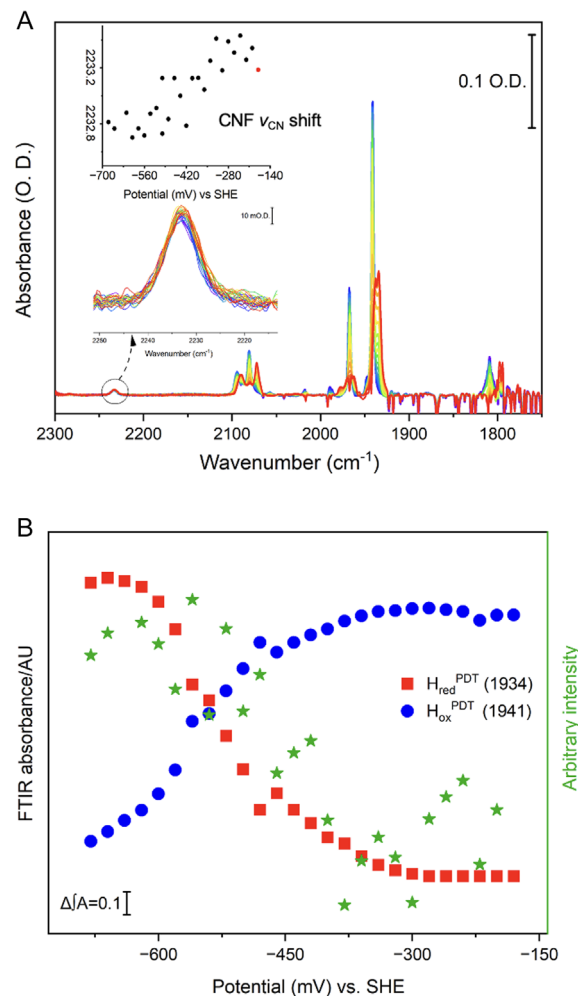 A
0.1 O.D.
2233.2
2232.8
CNF νCN shift
−700 −560 −420 −280 −140
Potential (mV) vs SHE
10 mO.D.
2260 2240 2230 2220
Wavenumber (cm-1)
Absorbance (O. D.)
2300 2200 2100 2000 1900 1800
Wavenumber (cm-1)
B
HredPDT (1934)
HoxPDT (1941)
FTIR absorbance/AU
Arbitrary intensity
Δ∫A=0.1
−600 −450 −300 −150
Potential (mV) vs. SHE